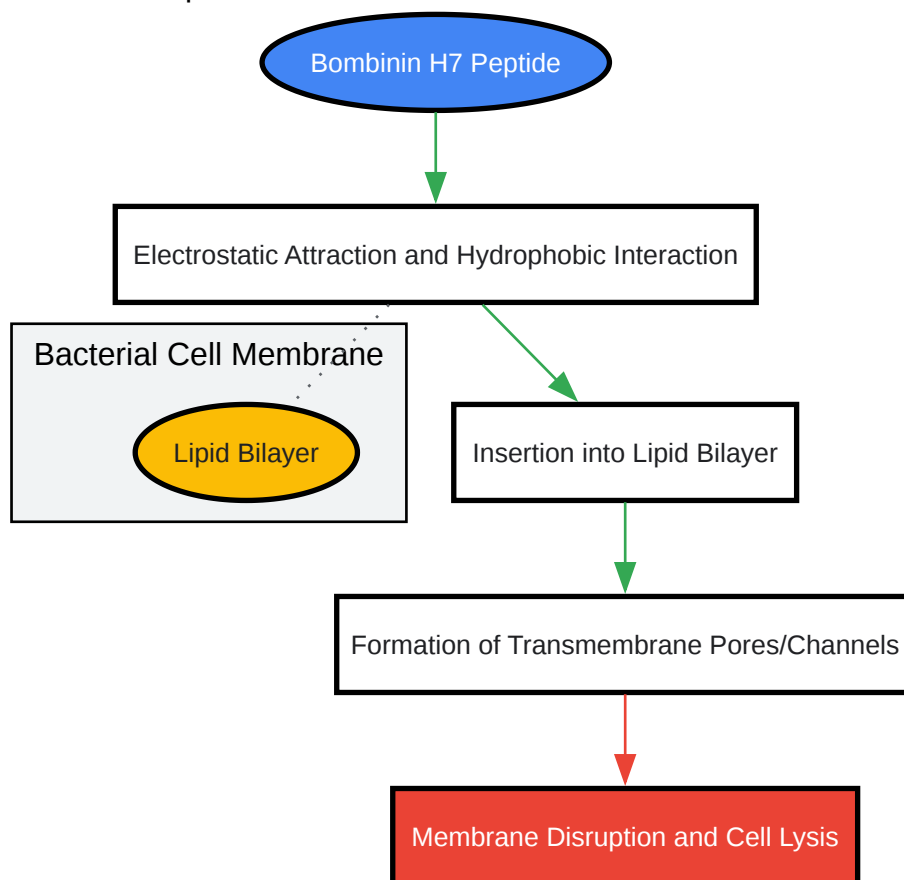 Bombinin H7 Peptide
Electrostatic Attraction and Hydrophobic Interaction
Bacterial Cell Membrane
Lipid Bilayer
Insertion into Lipid Bilayer
Formation of Transmembrane Pores/Channels
Membrane Disruption and Cell Lysis